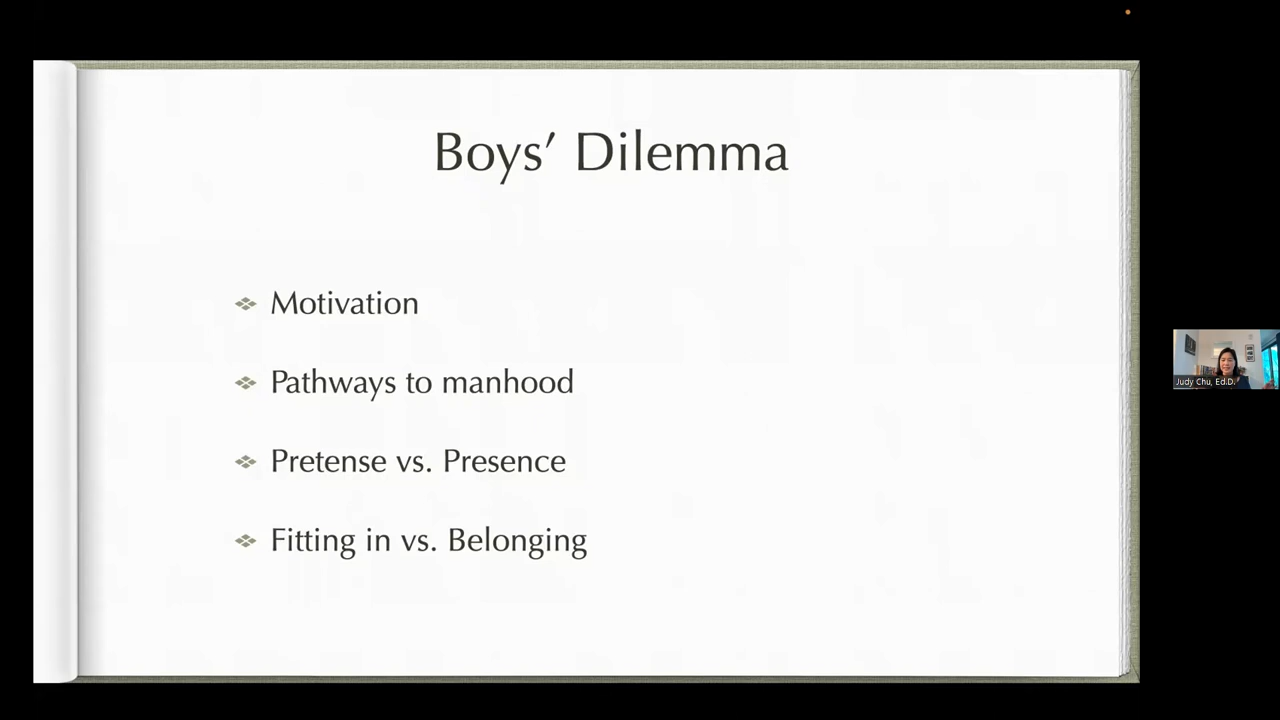 Boys’ Dilemma
Motivation
Pathways to manhood
Pretense vs. Presence
Fitting in vs. Belonging
Judy Chu, Ed.D.